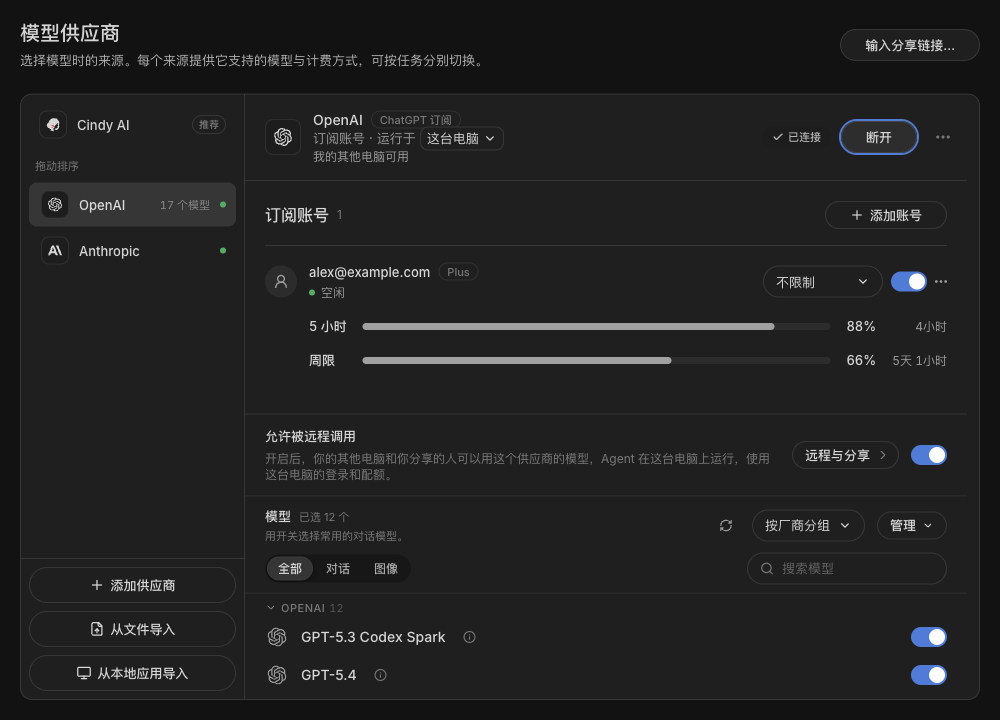 模型供应商
选择模型时的来源。每个来源提供它支持的模型与计费方式，可按任务分别切换。
输入分享链接...
Cindy AI
推荐
拖动排序
OpenAI
17 个模型
Anthropic
添加供应商
从文件导入
从本地应用导入
OpenAI
ChatGPT 订阅
订阅账号 · 运行于
这台电脑
我的其他电脑可用
已连接
断开
订阅账号 1
添加账号
alex@example.com
Plus
空闲
不限制
5 小时
88%
4小时
周限
66%
5天 1小时
允许被远程调用
开启后，你的其他电脑和你分享的人可以用这个供应商的模型，Agent 在这台电脑上运行，使用
这台电脑的登录和配额。
远程与分享
模型 已选 12 个
用开关选择常用的对话模型。
按厂商分组
管理
全部
对话
图像
搜索模型
OPENAI 12
GPT-5.3 Codex Spark
GPT-5.4